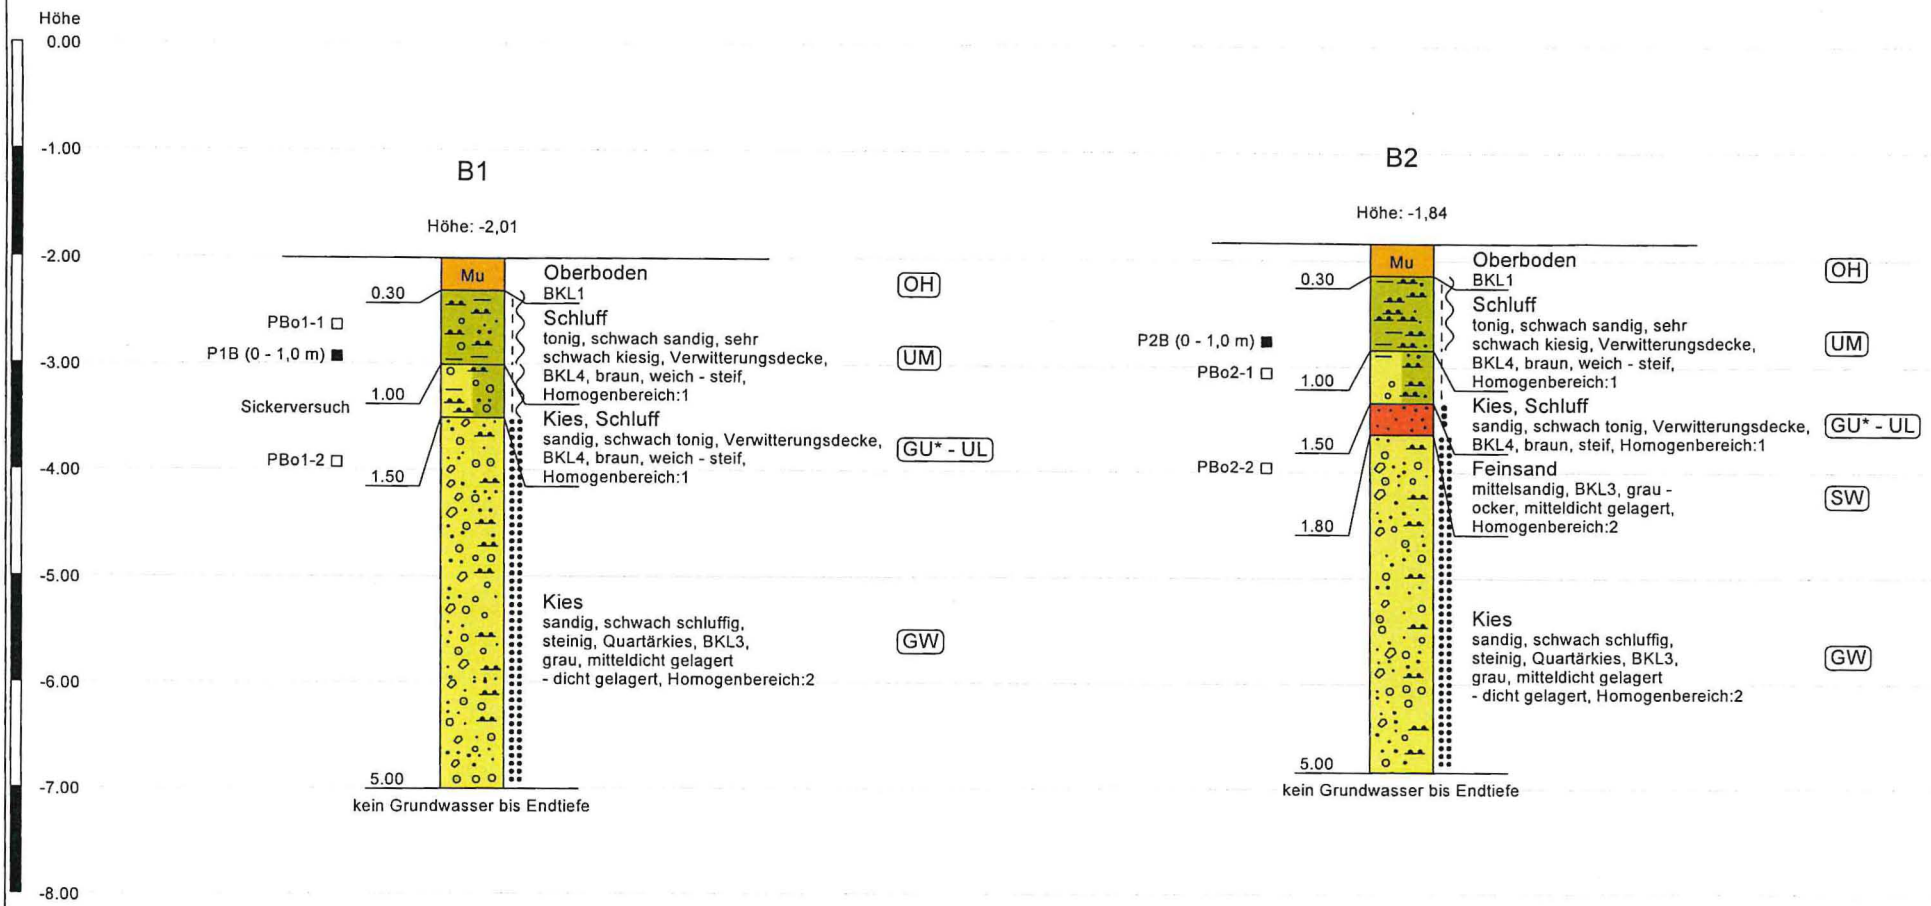 Höhe
0.00
-1.00
-2.00
-3.00
-4.00
-5.00
-6.00
-7.00
-8.00
B1
Höhe: -2,01
Mu
0.30
PBo1-1
P1B (0 - 1,0 m)
1.00
Sickerversuch
PBo1-2
1.50
5.00
kein Grundwasser bis Endtiefe
Oberboden
BKL1
OH
Schluff
tonig, schwach sandig, sehr
schwach kiesig, Verwitterungsdecke,
BKL4, braun, weich - steif,
Homogenbereich:1
UM
Kies, Schluff
sandig, schwach tonig, Verwitterungsdecke,
BKL4, braun, weich - steif,
Homogenbereich:1
GU* - UL
Kies
sandig, schwach schluffig,
steinig, Quartärkies, BKL3,
grau, mitteldicht gelagert
- dicht gelagert, Homogenbereich:2
GW
B2
Höhe: -1,84
Mu
0.30
P2B (0 - 1,0 m)
PBo2-1
1.00
1.50
PBo2-2
1.80
5.00
kein Grundwasser bis Endtiefe
Oberboden
BKL1
OH
Schluff
tonig, schwach sandig, sehr
schwach kiesig, Verwitterungsdecke,
BKL4, braun, weich - steif,
Homogenbereich:1
UM
Kies, Schluff
sandig, schwach tonig, Verwitterungsdecke,
BKL4, braun, steif, Homogenbereich:1
GU* - UL
Feinsand
mittelsandig, BKL3, grau -
ocker, mitteldicht gelagert,
Homogenbereich:2
SW
Kies
sandig, schwach schluffig,
steinig, Quartärkies, BKL3,
grau, mitteldicht gelagert
- dicht gelagert, Homogenbereich:2
GW